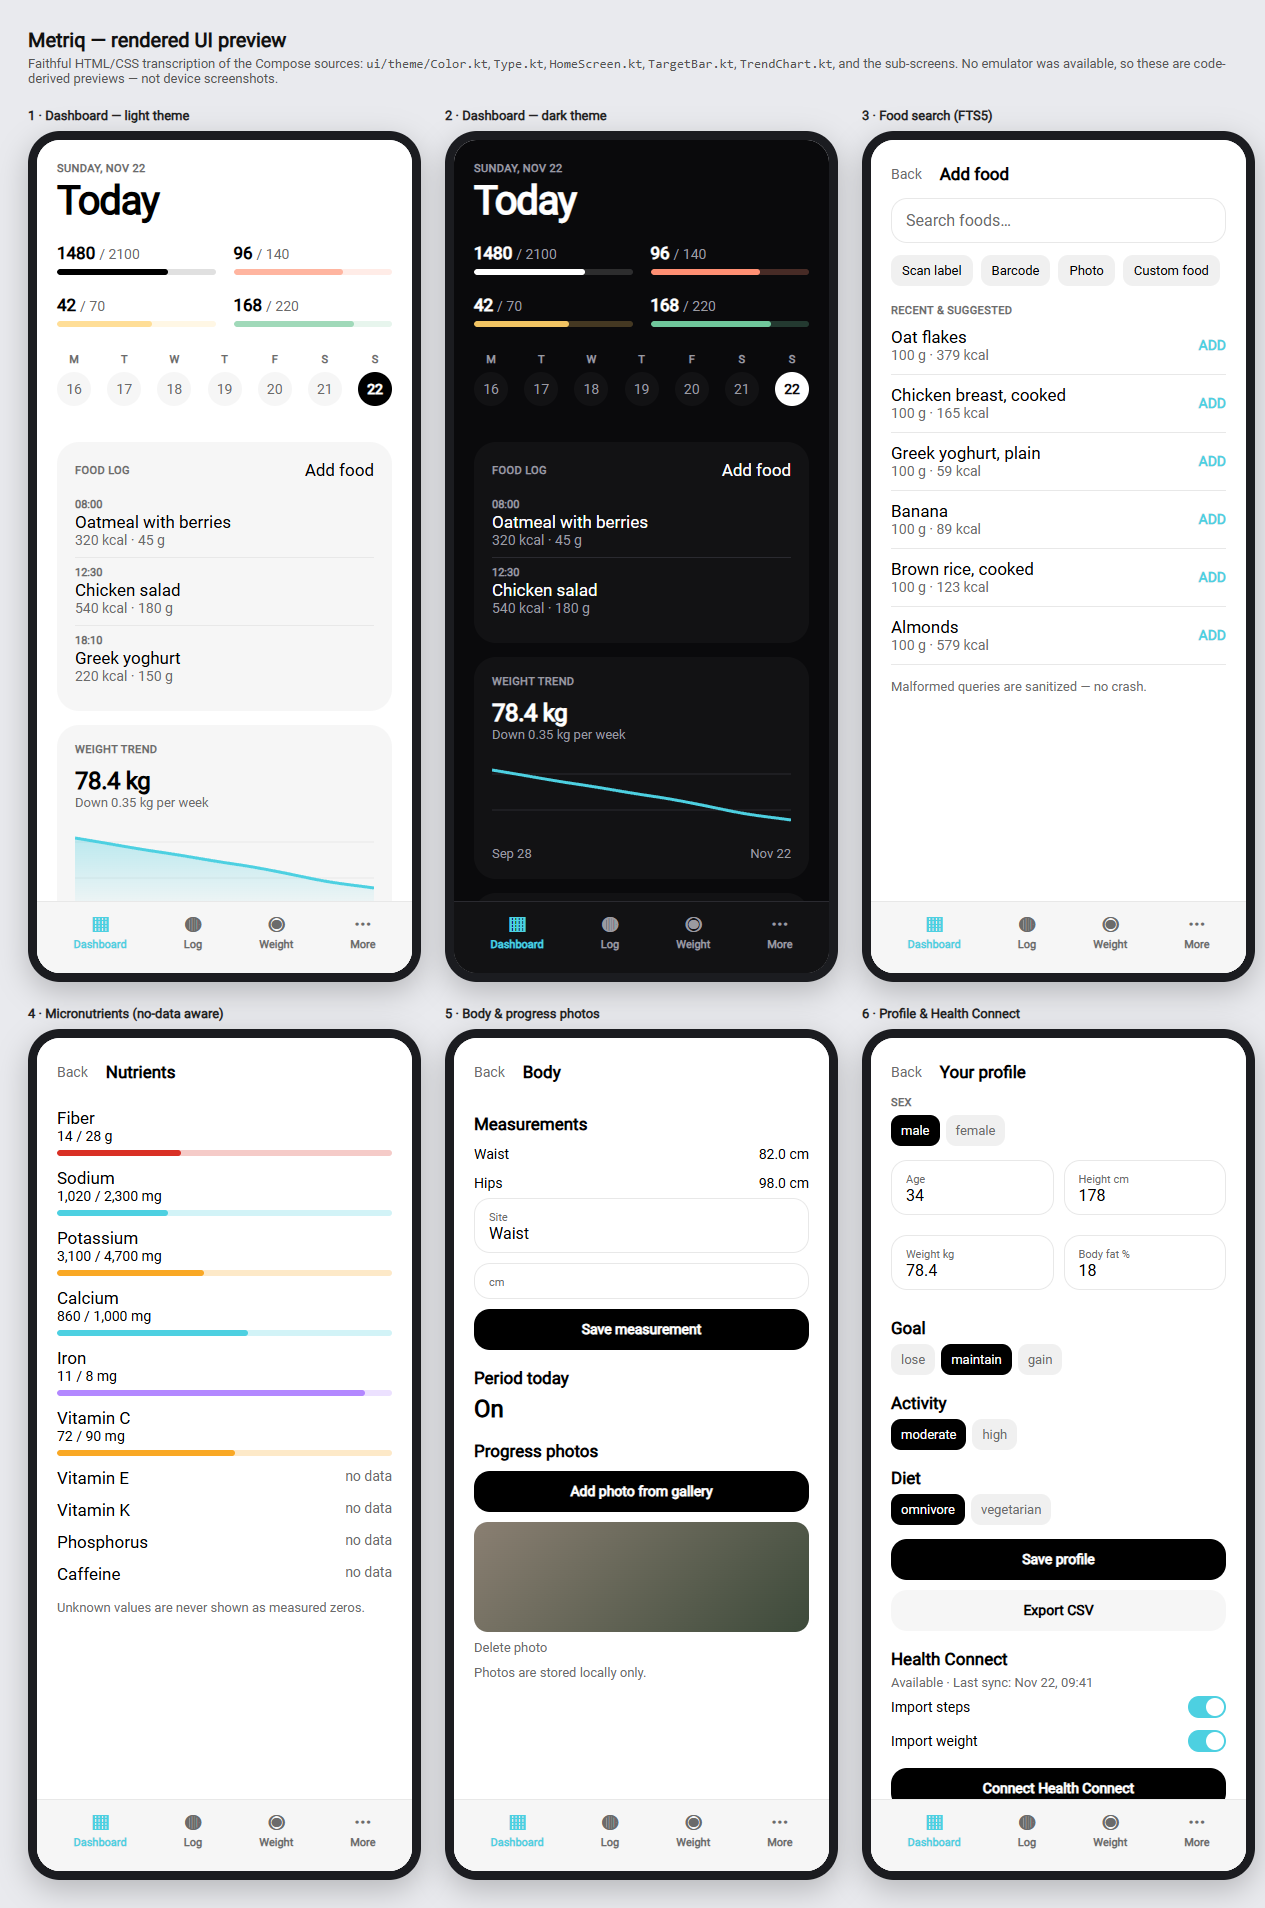 Metriq — rendered UI preview
Faithful HTML/CSS transcription of the Compose sources: ui/theme/Color.kt, Type.kt, HomeScreen.kt, TargetBar.kt, TrendChart.kt, and the sub-screens. No emulator was available, so these are code-
derived previews — not device screenshots.
1 · Dashboard — light theme
SUNDAY, NOV 22
Today
1480 / 2100
96 / 140
42 / 70
168 / 220
M T W T F S S
16 17 18 19 20 21 22
FOOD LOG
Add food
08:00
Oatmeal with berries
320 kcal · 45 g
12:30
Chicken salad
540 kcal · 180 g
18:10
Greek yoghurt
220 kcal · 150 g
WEIGHT TREND
78.4 kg
Down 0.35 kg per week
Dashboard Log Weight More
2 · Dashboard — dark theme
SUNDAY, NOV 22
Today
1480 / 2100
96 / 140
42 / 70
168 / 220
M T W T F S S
16 17 18 19 20 21 22
FOOD LOG
Add food
08:00
Oatmeal with berries
320 kcal · 45 g
12:30
Chicken salad
540 kcal · 180 g
WEIGHT TREND
78.4 kg
Down 0.35 kg per week
Sep 28
Nov 22
Dashboard Log Weight More
3 · Food search (FTS5)
Back Add food
Search foods...
Scan label Barcode Photo Custom food
RECENT & SUGGESTED
Oat flakes
100 g · 379 kcal
ADD
Chicken breast, cooked
100 g · 165 kcal
ADD
Greek yoghurt, plain
100 g · 59 kcal
ADD
Banana
100 g · 89 kcal
ADD
Brown rice, cooked
100 g · 123 kcal
ADD
Almonds
100 g · 579 kcal
ADD
Malformed queries are sanitized — no crash.
Dashboard Log Weight More
4 · Micronutrients (no-data aware)
Back Nutrients
Fiber
14 / 28 g
Sodium
1,020 / 2,300 mg
Potassium
3,100 / 4,700 mg
Calcium
860 / 1,000 mg
Iron
11 / 8 mg
Vitamin C
72 / 90 mg
Vitamin E no data
Vitamin K no data
Phosphorus no data
Caffeine no data
Unknown values are never shown as measured zeros.
Dashboard Log Weight More
5 · Body & progress photos
Back Body
Measurements
Waist 82.0 cm
Hips 98.0 cm
Site
Waist
cm
Save measurement
Period today
On
Progress photos
Add photo from gallery
Delete photo
Photos are stored locally only.
Dashboard Log Weight More
6 · Profile & Health Connect
Back Your profile
SEX
male female
Age
34
Height cm
178
Weight kg
78.4
Body fat %
18
Goal
lose maintain gain
Activity
moderate high
Diet
omnivore vegetarian
Save profile
Export CSV
Health Connect
Available · Last sync: Nov 22, 09:41
Import steps
Import weight
Connect Health Connect
Dashboard Log Weight More